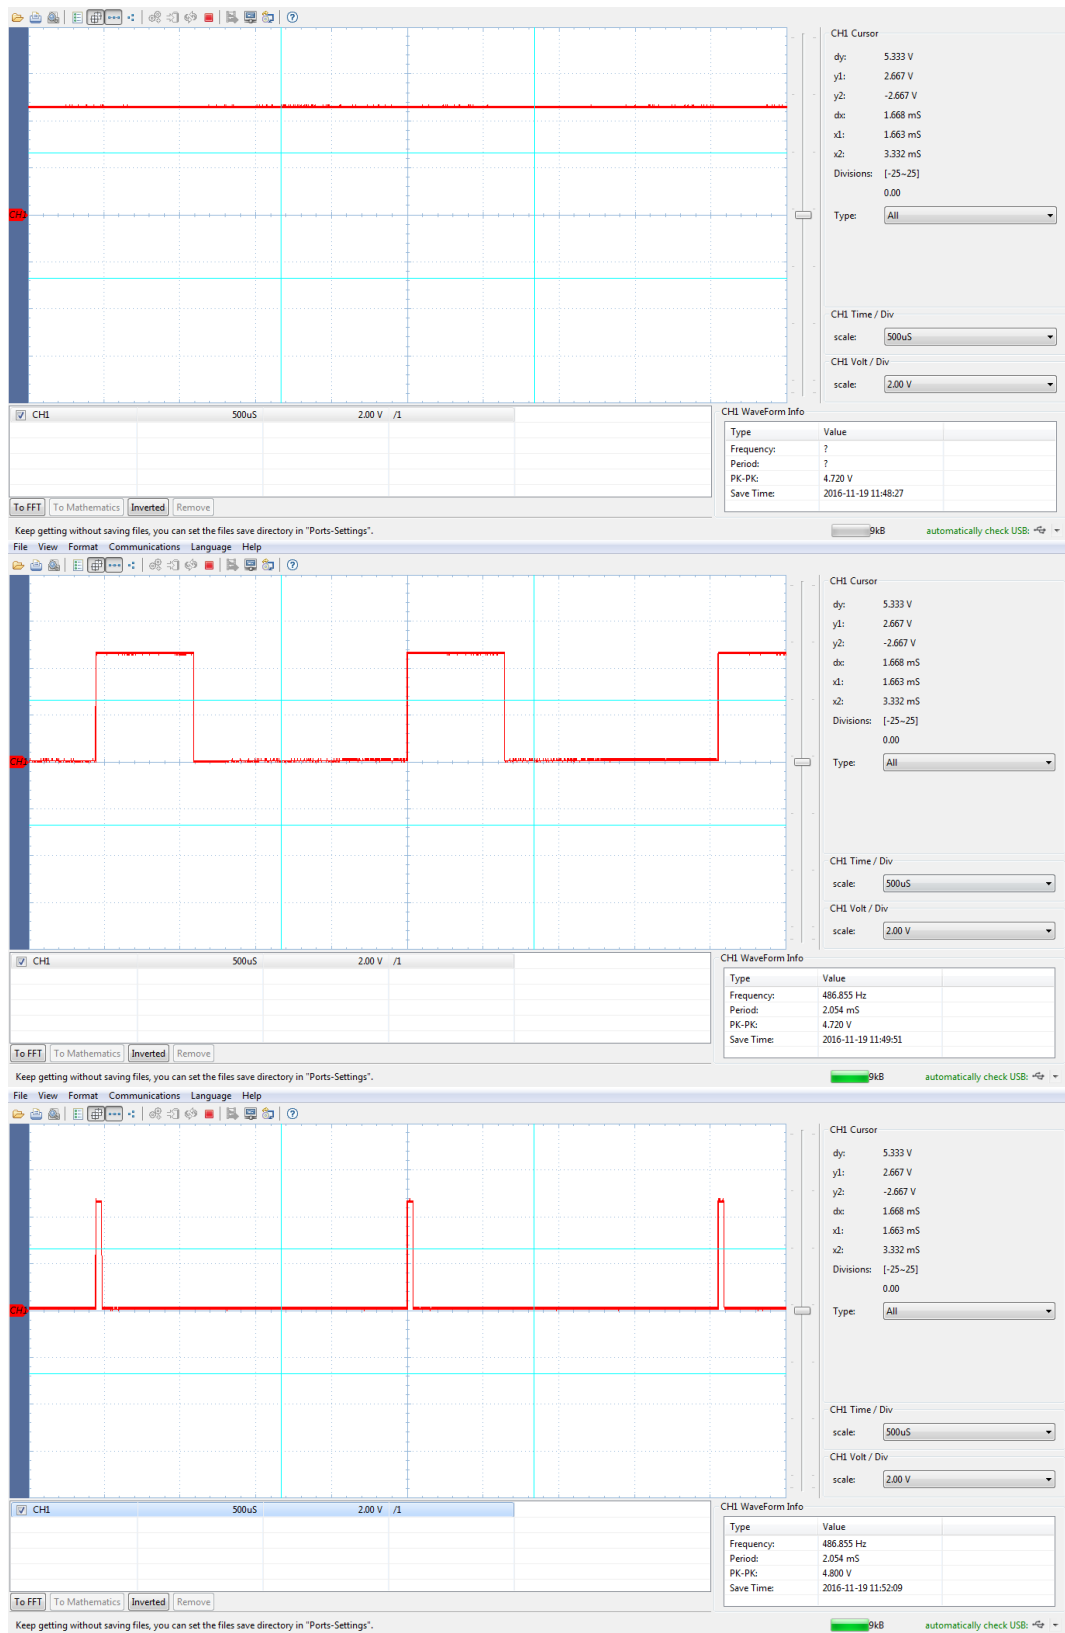 CH1 Cursor
dy: 5.333 V
y1: 2.667 V
y2: -2.667 V
dx: 1.668 mS
x1: 1.663 mS
x2: 3.332 mS
Divisions: [-25~25]
0.00
CH1
Type: All
CH1 Time / Div
scale: 500uS
CH1 Volt / Div
scale: 2.00 V
CH1 500uS 2.00 V /1
CH1 WaveForm Info
Type Value
Frequency: ?
Period: ?
PK-PK: 4.720 V
Save Time: 2016-11-19 11:48:27
To FFT To Mathematics Inverted Remove
Keep getting without saving files, you can set the files save directory in "Ports-Settings". 9kB automatically check USB:
File View Format Communications Language Help
CH1 Cursor
dy: 5.333 V
y1: 2.667 V
y2: -2.667 V
dx: 1.668 mS
x1: 1.663 mS
x2: 3.332 mS
Divisions: [-25~25]
0.00
CH1
Type: All
CH1 Time / Div
scale: 500uS
CH1 Volt / Div
scale: 2.00 V
CH1 500uS 2.00 V /1
CH1 WaveForm Info
Type Value
Frequency: 486.855 Hz
Period: 2.054 mS
PK-PK: 4.720 V
Save Time: 2016-11-19 11:49:51
To FFT To Mathematics Inverted Remove
Keep getting without saving files, you can set the files save directory in "Ports-Settings". 9kB automatically check USB:
File View Format Communications Language Help
CH1 Cursor
dy: 5.333 V
y1: 2.667 V
y2: -2.667 V
dx: 1.668 mS
x1: 1.663 mS
x2: 3.332 mS
Divisions: [-25~25]
0.00
CH1
Type: All
CH1 Time / Div
scale: 500uS
CH1 Volt / Div
scale: 2.00 V
CH1 500uS 2.00 V /1
CH1 WaveForm Info
Type Value
Frequency: 486.855 Hz
Period: 2.054 mS
PK-PK: 4.800 V
Save Time: 2016-11-19 11:52:09
To FFT To Mathematics Inverted Remove
Keep getting without saving files, you can set the files save directory in "Ports-Settings". 9kB automatically check USB: